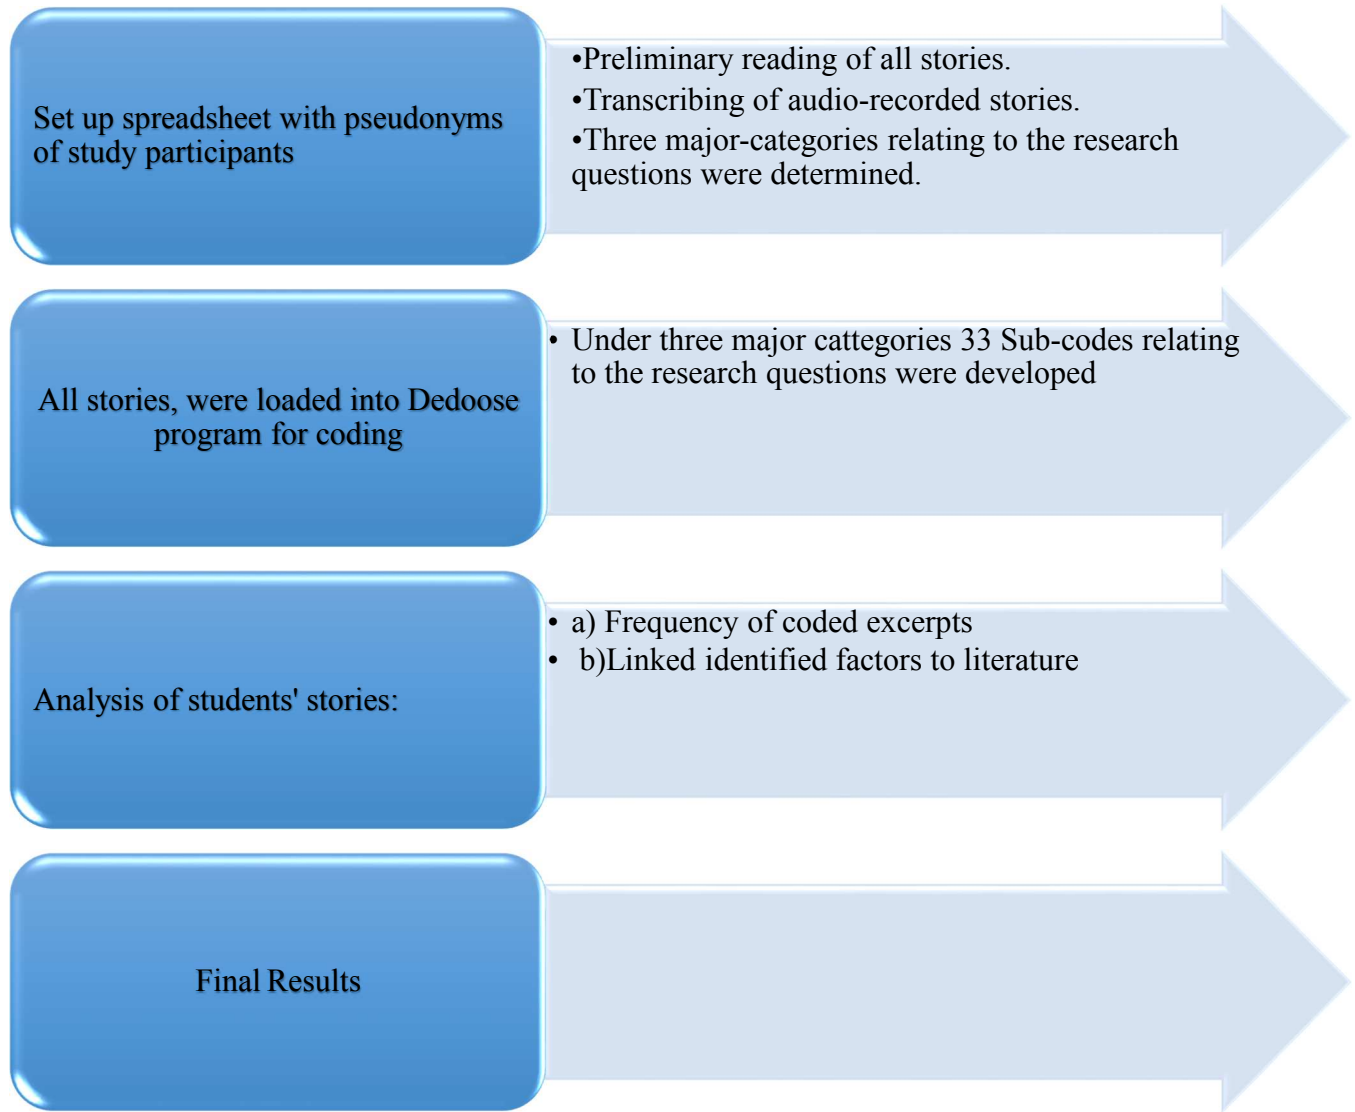 Set up spreadsheet with pseudonyms
of study participants
•Preliminary reading of all stories.
•Transcribing of audio-recorded stories.
•Three major-categories relating to the research
questions were determined.
All stories, were loaded into Dedoose
program for coding
• Under three major cattegories 33 Sub-codes relating
to the research questions were developed
Analysis of students' stories:
• a) Frequency of coded excerpts
• b)Linked identified factors to literature
Final Results